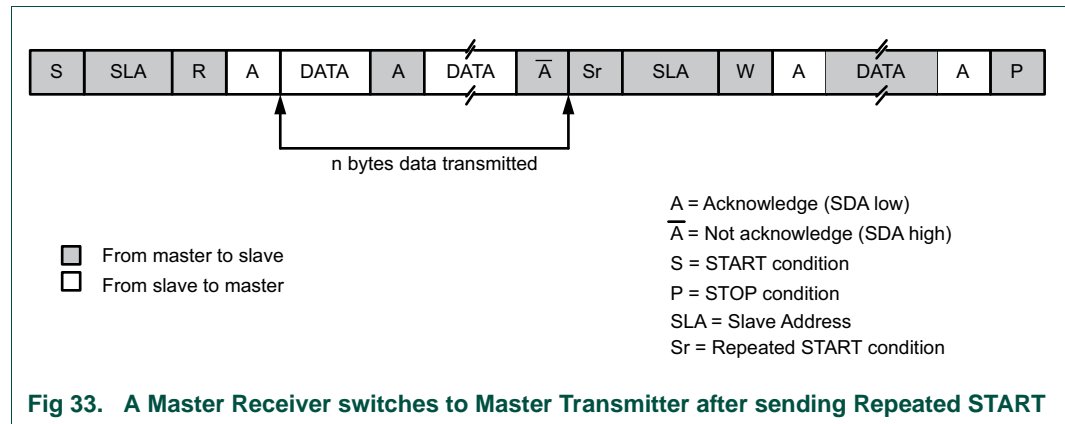 S SLA R A DATA A DATA A̅ Sr SLA W A DATA A P
n bytes data transmitted
From master to slave
From slave to master
A = Acknowledge (SDA low)
A̅ = Not acknowledge (SDA high)
S = START condition
P = STOP condition
SLA = Slave Address
Sr = Repeated START condition
Fig 33. A Master Receiver switches to Master Transmitter after sending Repeated START